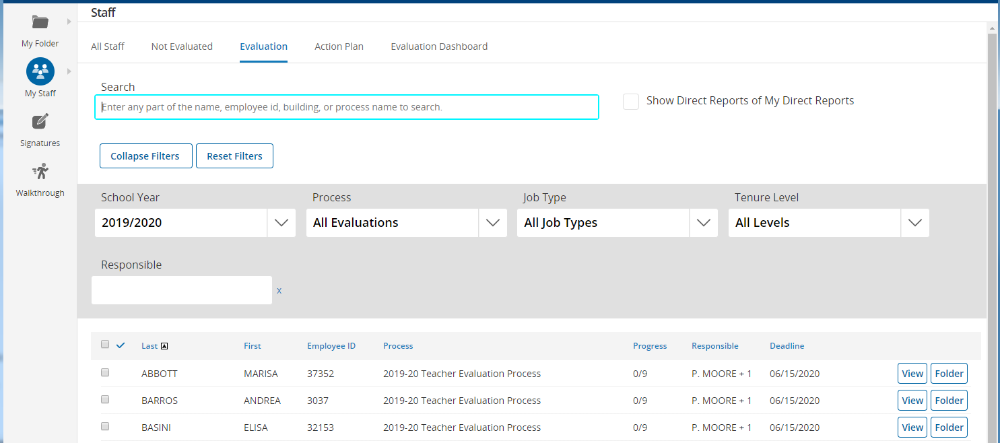 Staff
My Folder
My Staff
Signatures
Walkthrough
All Staff Not Evaluated Evaluation Action Plan Evaluation Dashboard
Search
Enter any part of the name, employee id, building, or process name to search.
Show Direct Reports of My Direct Reports
Collapse Filters Reset Filters
School Year Process Job Type Tenure Level
2019/2020 All Evaluations All Job Types All Levels
Responsible
x
Last First Employee ID Process Progress Responsible Deadline
ABBOTT MARISA 37352 2019-20 Teacher Evaluation Process 0/9 P. MOORE + 1 06/15/2020 View Folder
BARROS ANDREA 3037 2019-20 Teacher Evaluation Process 0/9 P. MOORE + 1 06/15/2020 View Folder
BASINI ELISA 32153 2019-20 Teacher Evaluation Process 0/9 P. MOORE + 1 06/15/2020 View Folder